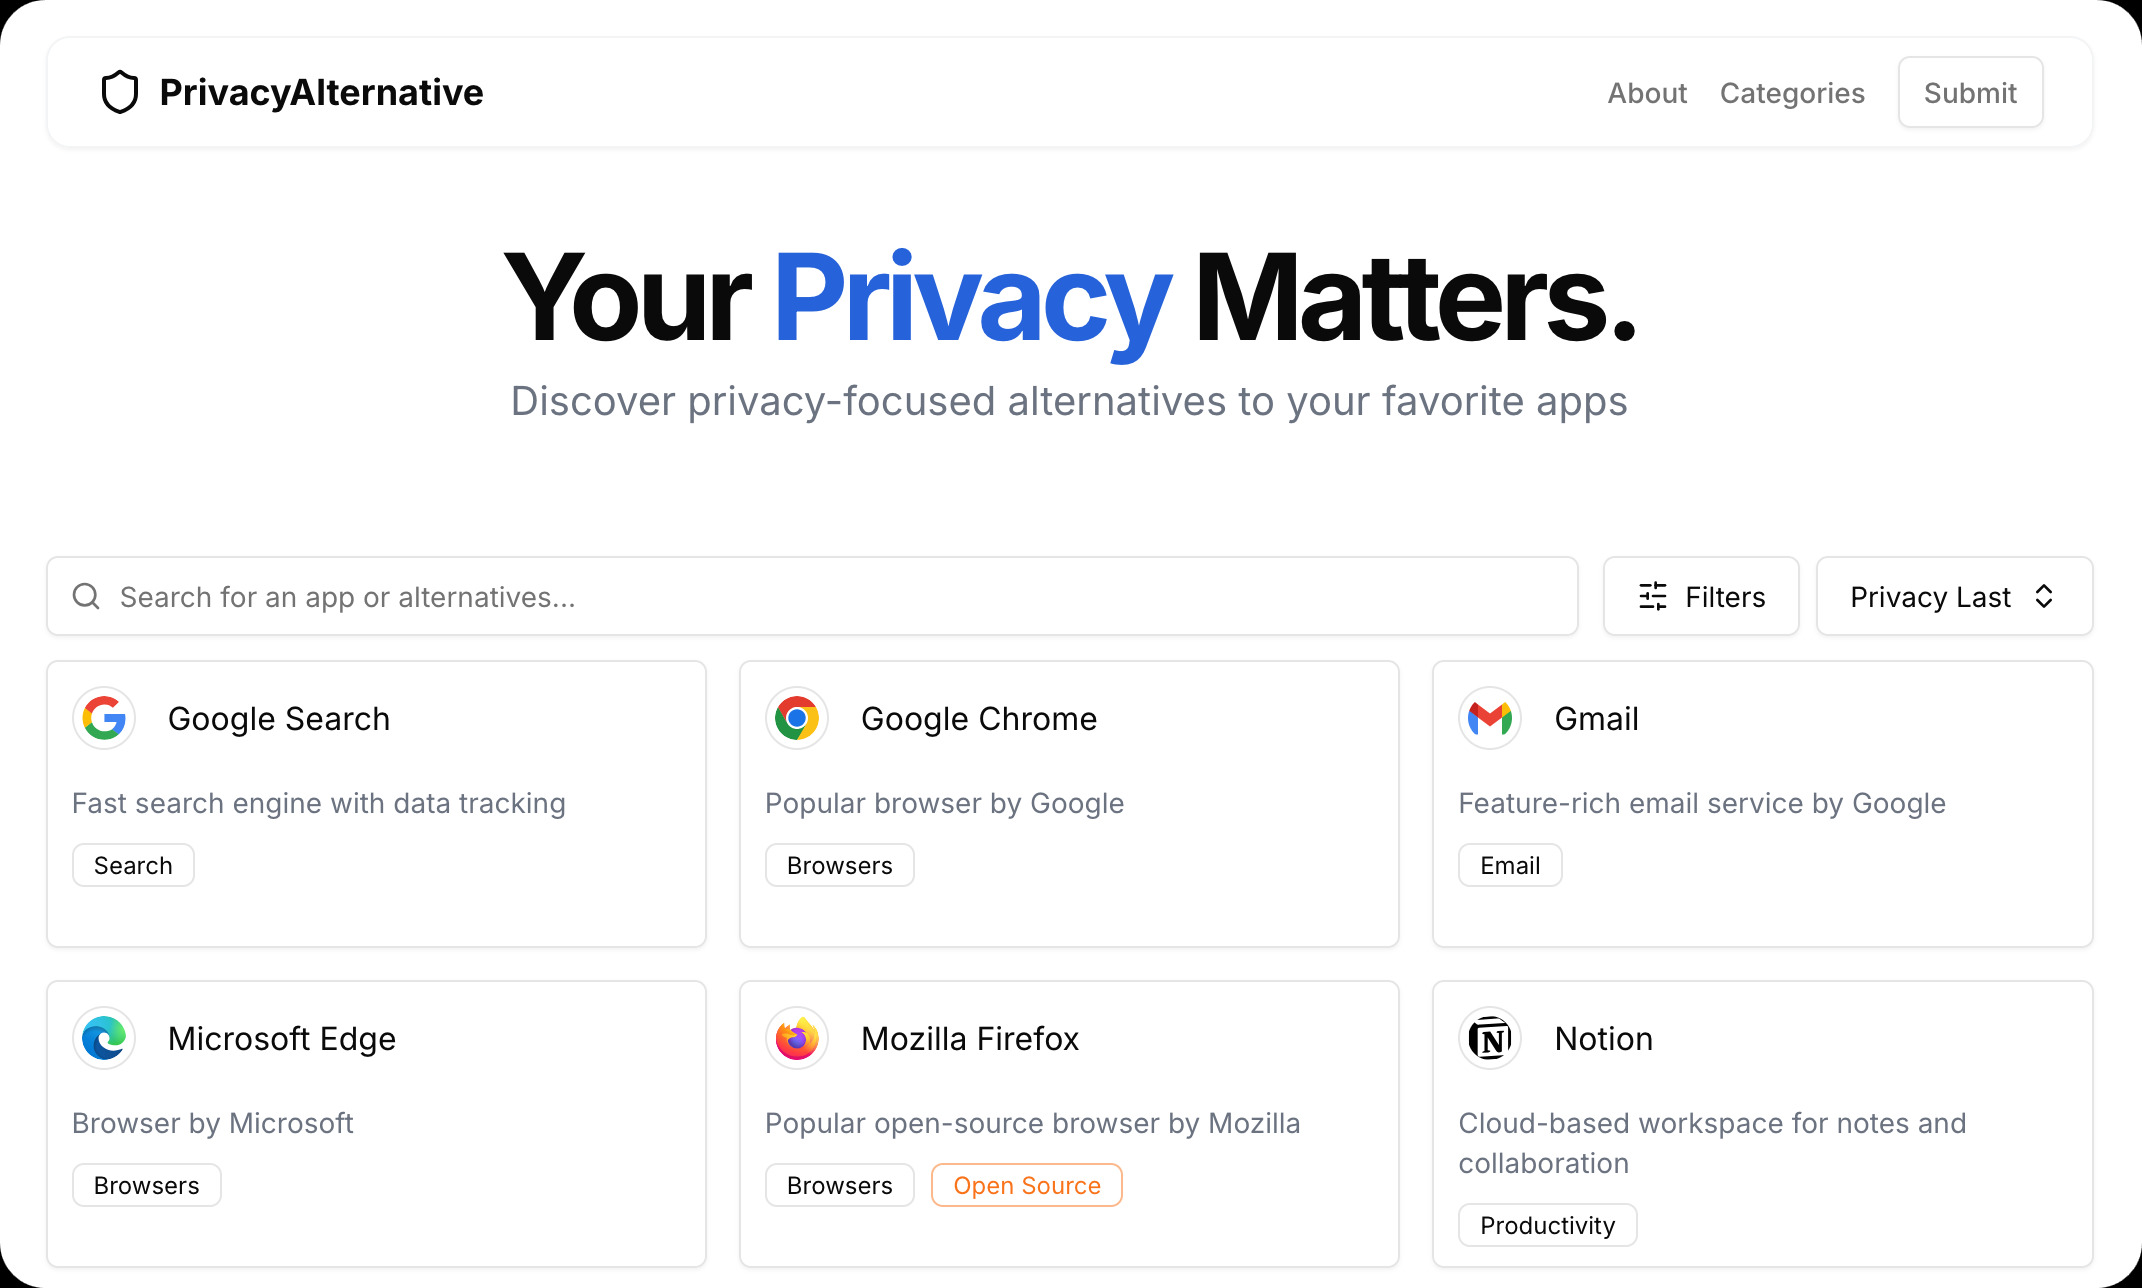 PrivacyAlternative
About
Categories
Submit
Your Privacy Matters.
Discover privacy-focused alternatives to your favorite apps
Search for an app or alternatives...
Filters
Privacy Last
Google Search
Fast search engine with data tracking
Search
Google Chrome
Popular browser by Google
Browsers
Gmail
Feature-rich email service by Google
Email
Microsoft Edge
Browser by Microsoft
Browsers
Mozilla Firefox
Popular open-source browser by Mozilla
Browsers
Open Source
Notion
Cloud-based workspace for notes and
collaboration
Productivity